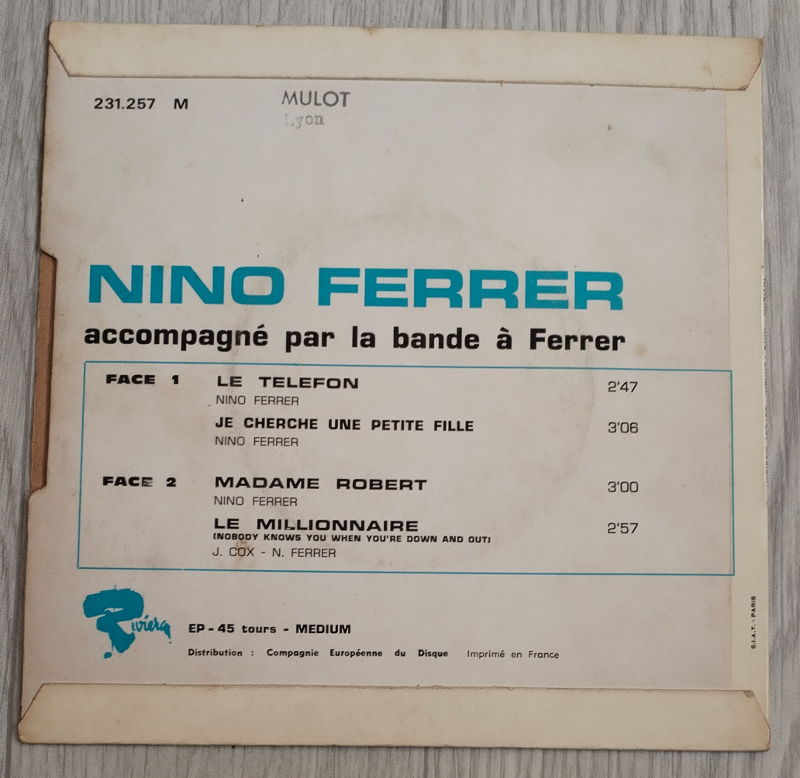 231.257 M
MULOT
Lyon
NINO FERRER
accompagné par la bande à Ferrer
FACE 1 LE TELEFON 2'47
NINO FERRER
JE CHERCHE UNE PETITE FILLE 3'06
NINO FERRER
FACE 2 MADAME ROBERT 3'00
NINO FERRER
LE MILLIONNAIRE 2'57
(NOBODY KNOWS YOU WHEN YOU'RE DOWN AND OUT)
J. COX - N. FERRER
Riviera
EP - 45 tours - MEDIUM
Distribution : Compagnie Européenne du Disque Imprimé en France
S.I.A.T. - PARIS